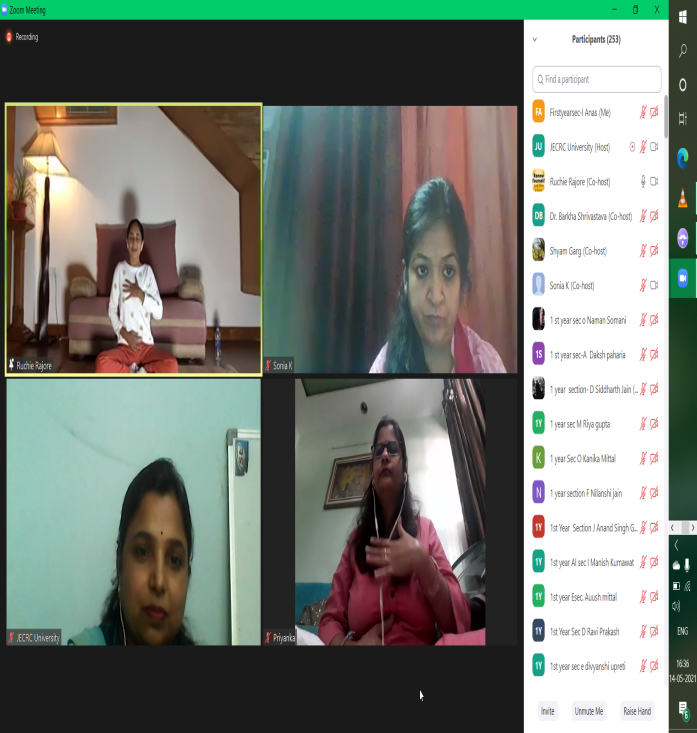 Zoom Meeting
Recording
Ruchie Rajore
Sonia K
JECRC University
Priyanka
Participants (253)
Find a participant
FA Firstyearsec-I Anas (Me)
JU JECRC University (Host)
Ruchie Rajore (Co-host)
DB Dr. Barkha Shrivastava (Co-host)
Shyam Garg (Co-host)
Sonia K (Co-host)
1 st year sec o Naman Somani
1S 1 st year sec-A Daksh paharia
1 year section- D Siddharth Jain (...
1Y 1 year sec M Riya gupta
K 1 year Sec O Kanika Mittal
N 1 year section F Nilanshi jain
1Y 1st Year Section J Anand Singh G...
1Y 1st year AI sec I Manish Kumawat
1Y 1st year Esec. Auush mittal
1Y 1st Year Sec D Ravi Prakash
1Y 1st year sec e divyanshi upreti
Invite Unmute Me Raise Hand
ENG
16:36
14-05-2021
6